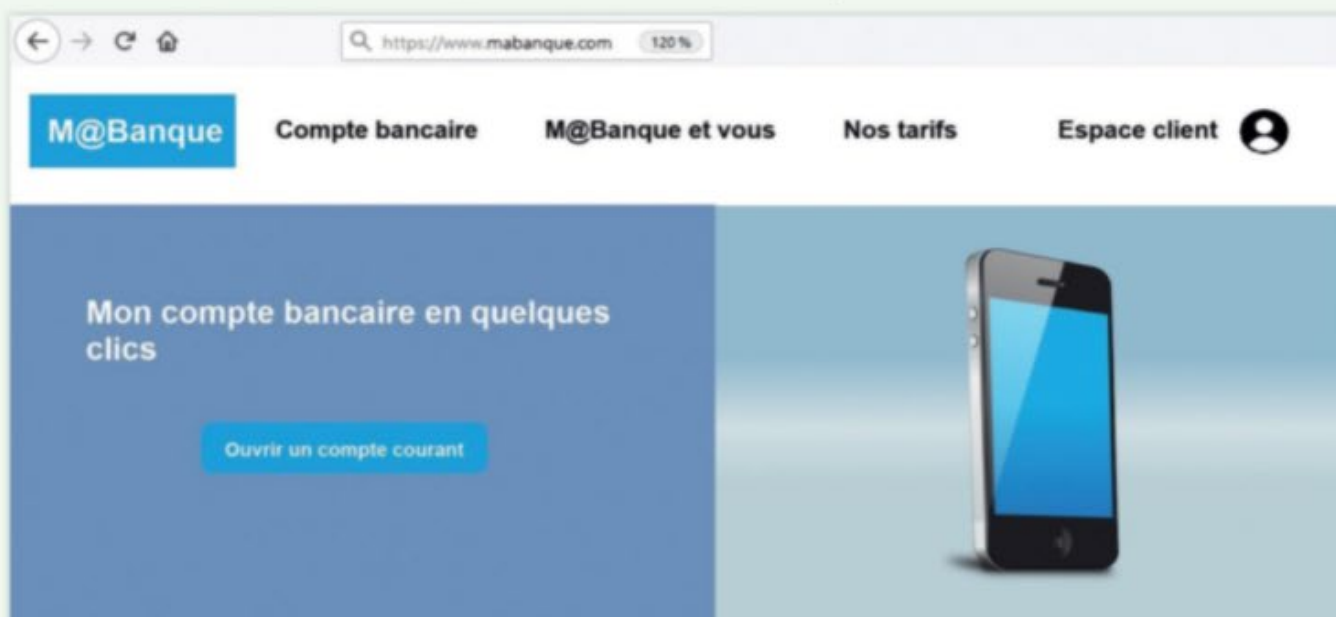 https://www.mabanque.com 120 %
M@Banque Compte bancaire M@Banque et vous Nos tarifs Espace client
Mon compte bancaire en quelques
clics
Ouvrir un compte courant